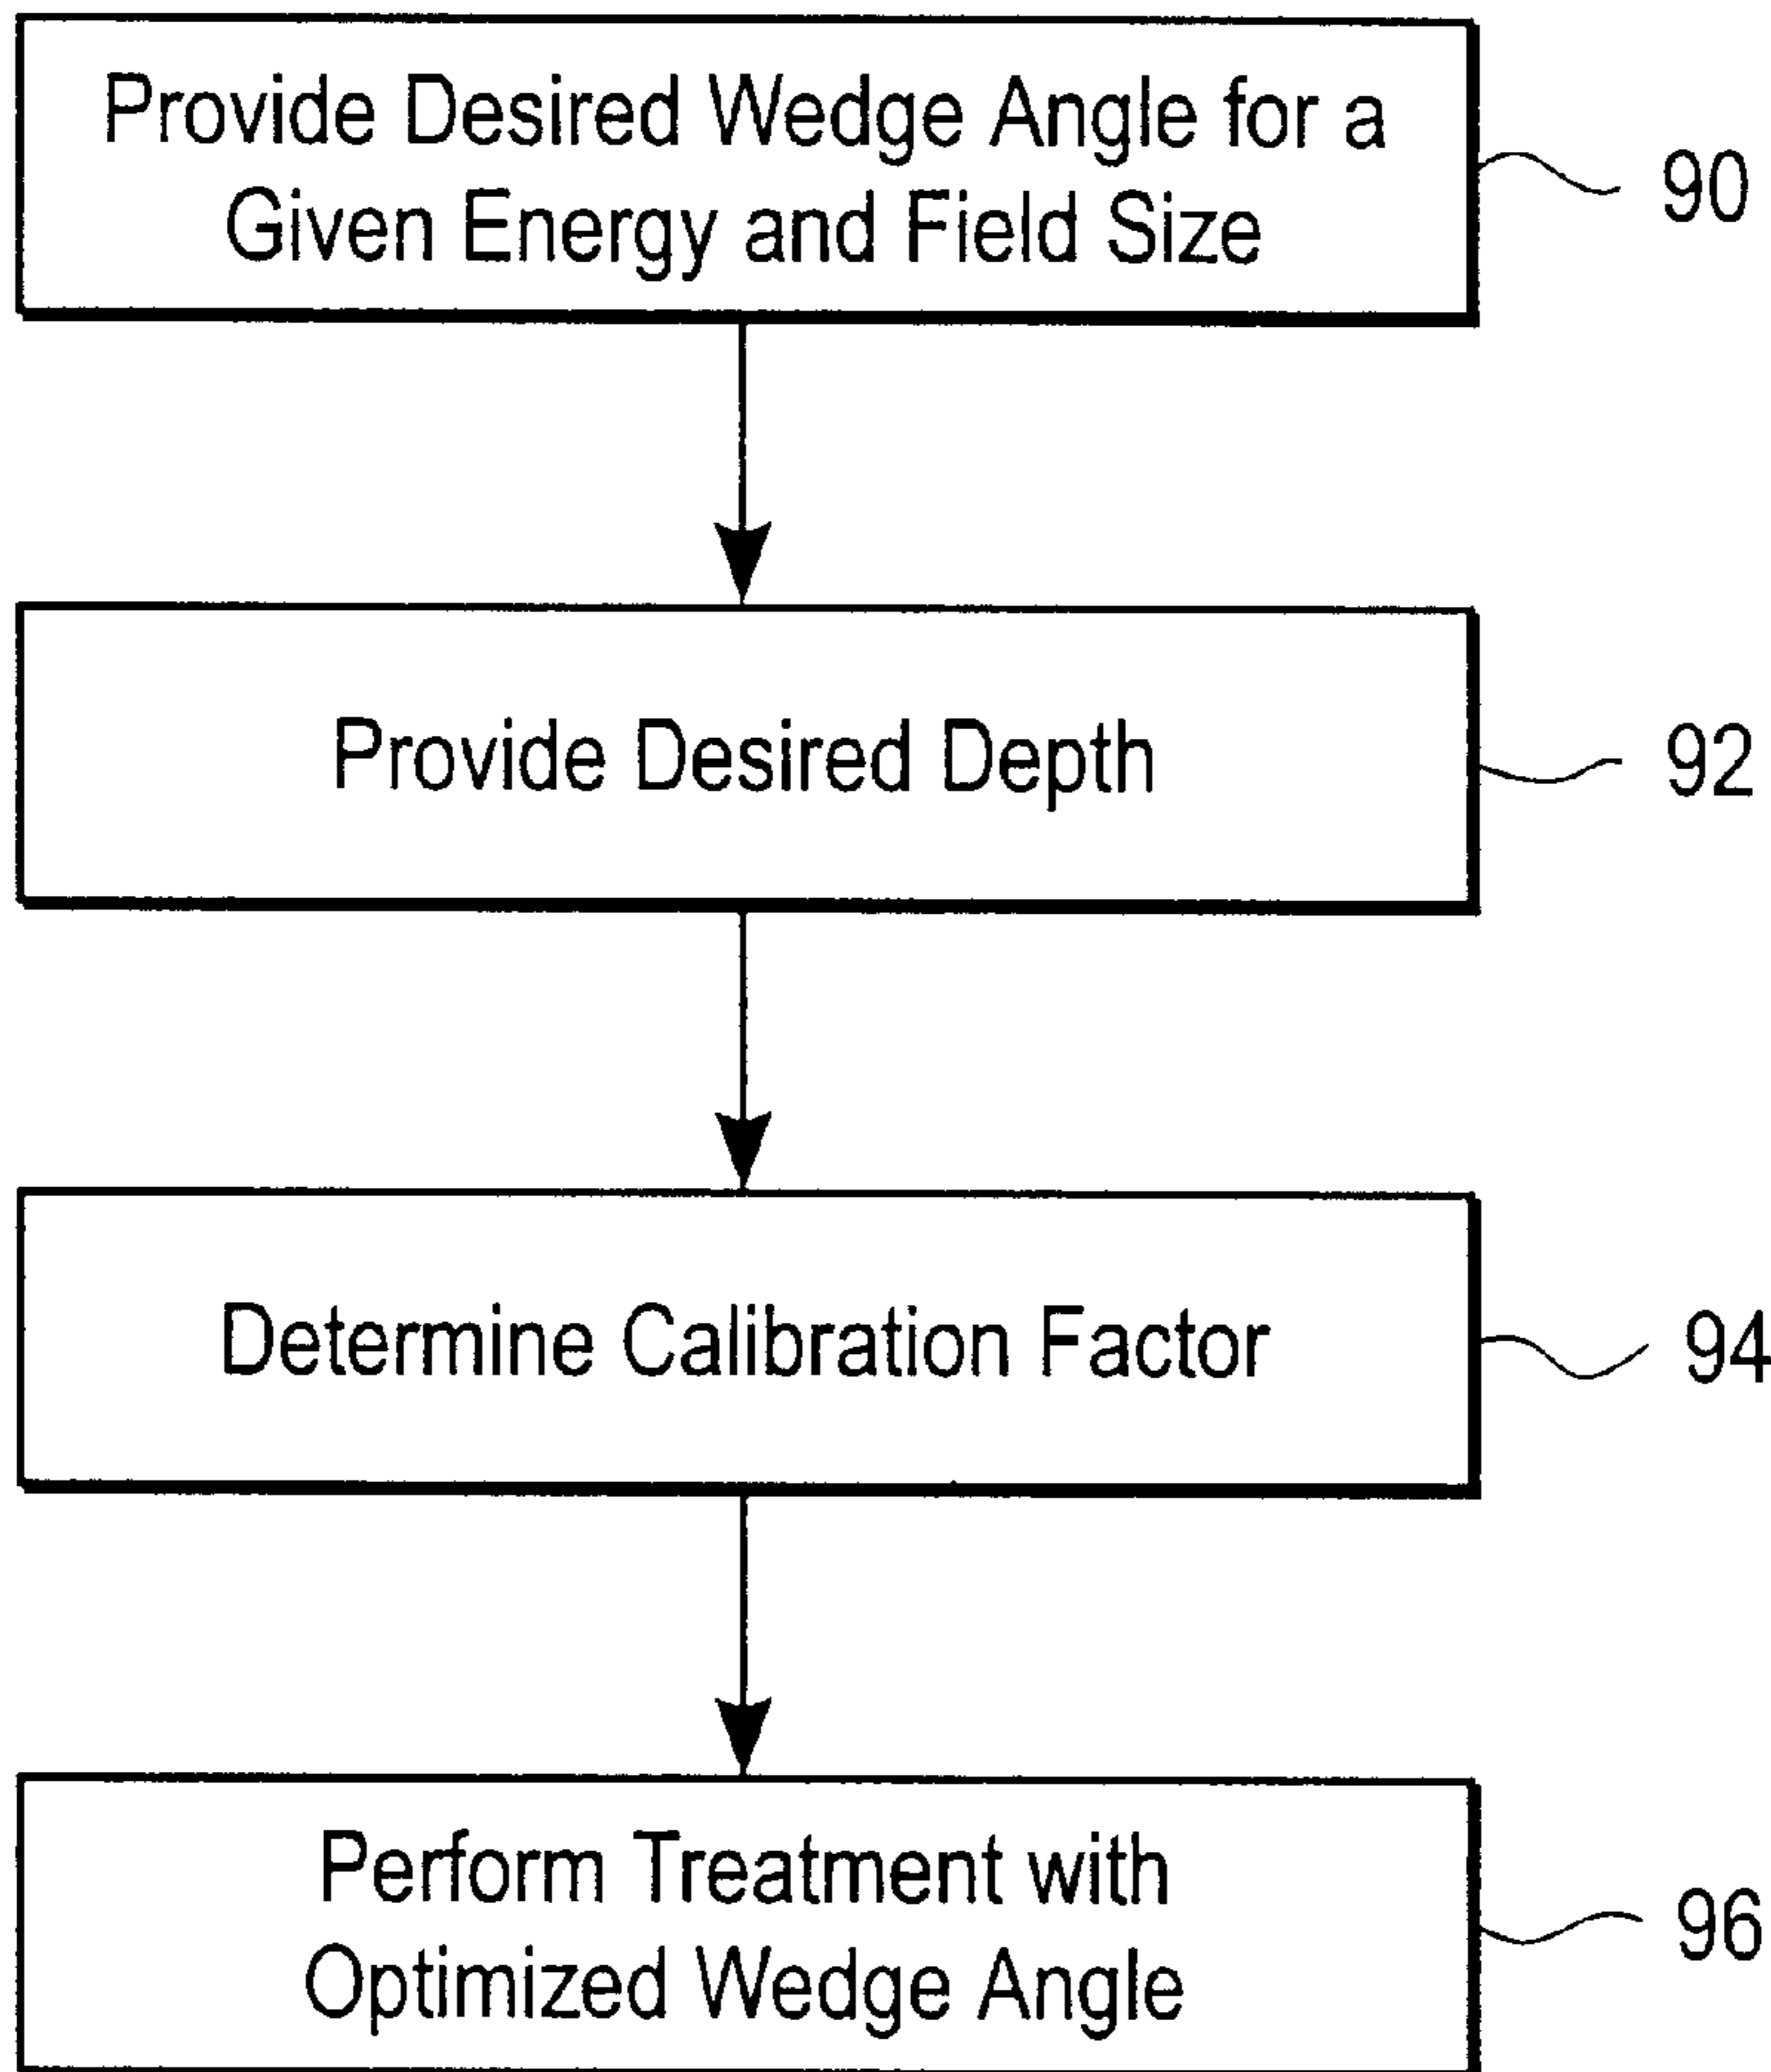 Provide Desired Wedge Angle for a
Given Energy and Field Size
90
Provide Desired Depth
92
Determine Calibration Factor
94
Perform Treatment with
Optimized Wedge Angle
96